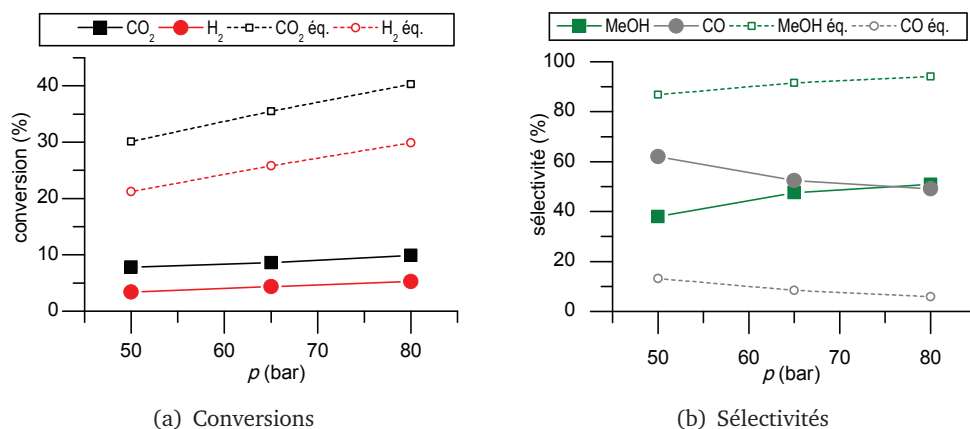 CO₂ H₂ CO₂ éq. H₂ éq.
conversion (%)
40
30
20
10
0
50 60 70 80
p (bar)
(a) Conversions
MeOH CO MeOH éq. CO éq.
sélectivité (%)
100
80
60
40
20
0
50 60 70 80
p (bar)
(b) Sélectivités